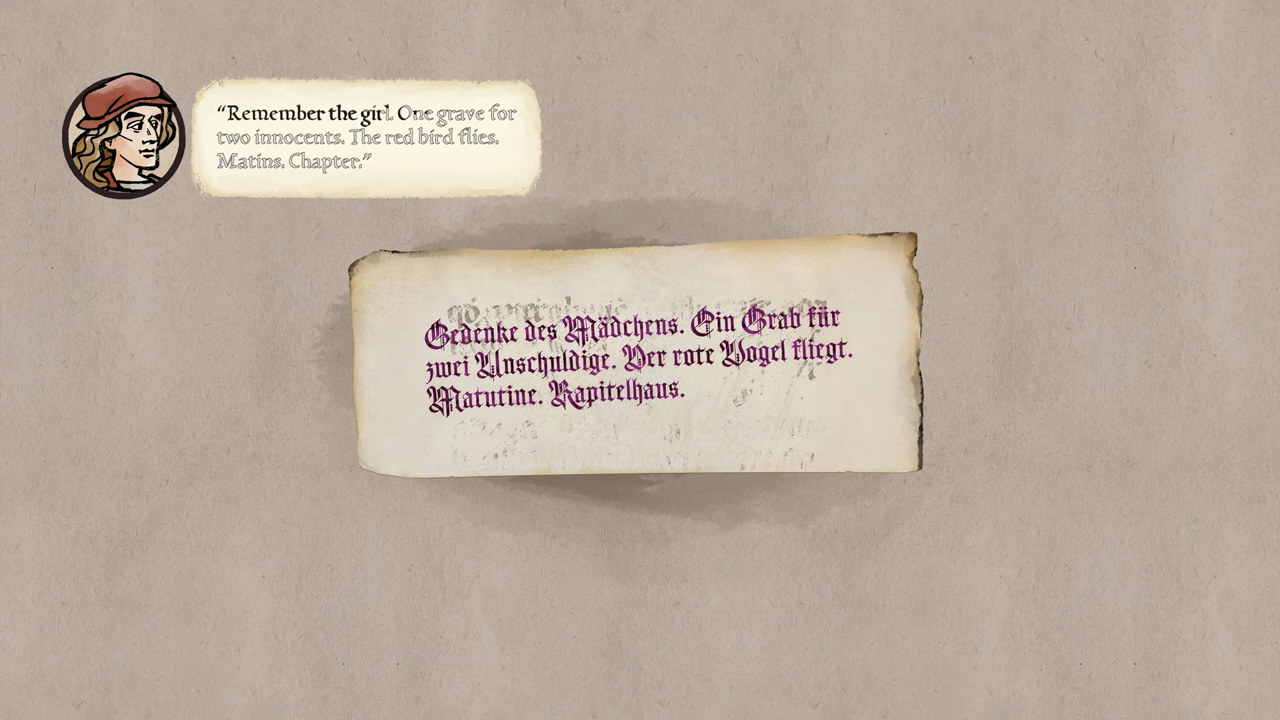 “Remember the girl. One grave for
two innocents. The red bird flies.
Matins. Chapter.”
Gedenke des Mädchens. Ein Grab für
zwei Unschuldige. Der rote Vogel fliegt.
Matutine. Kapitelhaus.